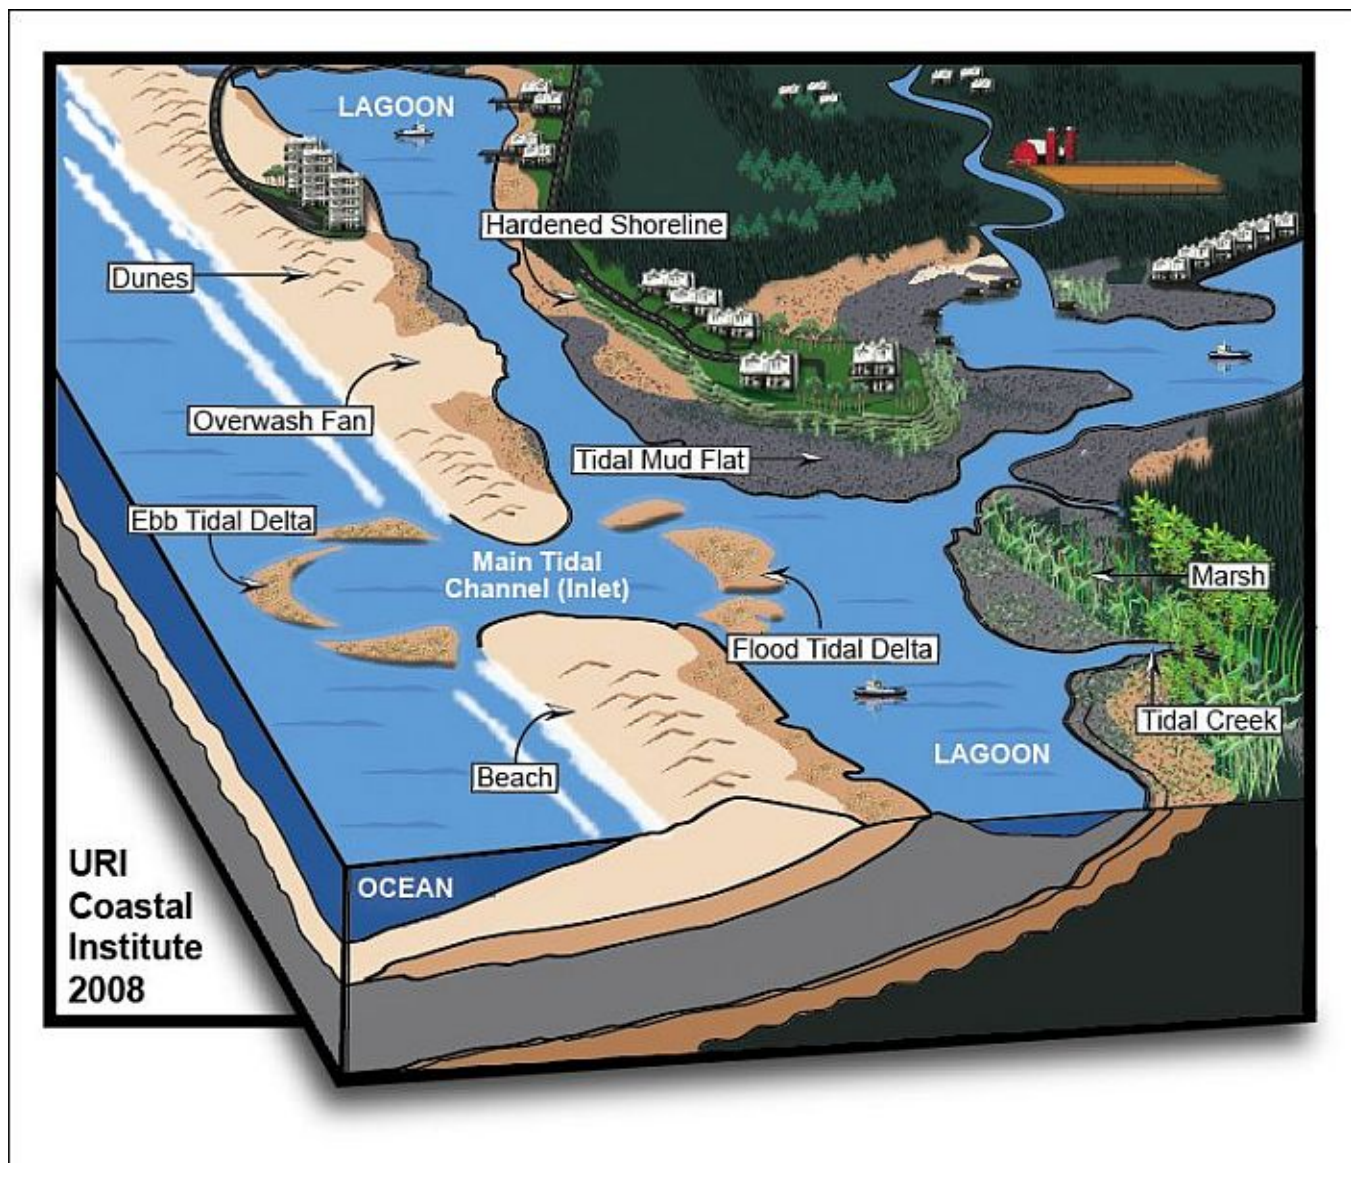 LAGOON
Hardened Shoreline
Dunes
Overwash Fan
Tidal Mud Flat
Ebb Tidal Delta
Main Tidal
Channel (Inlet)
Marsh
Flood Tidal Delta
Tidal Creek
LAGOON
Beach
OCEAN
URI
Coastal
Institute
2008